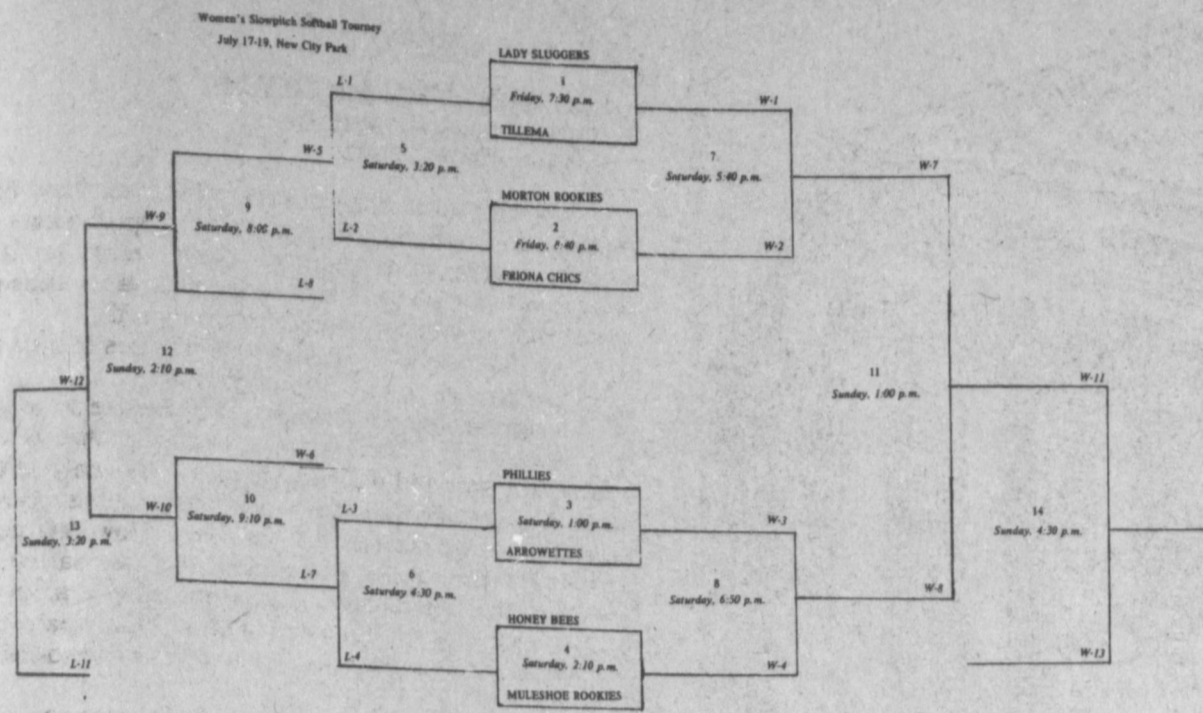 Women's Slowpitch Softball Tourney
July 17-19, New City Park
LADY SLUGGERS
1
Friday, 7:30 p.m.
TILLEMA
L-1
W-1
5
Saturday, 3:20 p.m.
W-5
7
Saturday, 5:40 p.m.
W-7
MORTON ROOKIES
2
Friday, 8:40 p.m.
FRIONA CHICS
L-2
W-2
W-9
9
Saturday, 8:00 p.m.
L-8
12
Sunday, 2:10 p.m.
W-12
11
Sunday, 1:00 p.m.
W-11
W-6
10
Saturday, 9:10 p.m.
W-10
L-7
13
Sunday, 3:20 p.m.
L-11
PHILLIES
3
Saturday, 1:00 p.m.
ARROWETTES
L-3
W-3
6
Saturday 4:30 p.m.
8
Saturday, 6:50 p.m.
W-8
HONEY BEES
4
Saturday, 2:10 p.m.
MULESHOE ROOKIES
L-4
W-4
14
Sunday, 4:30 p.m.
W-13